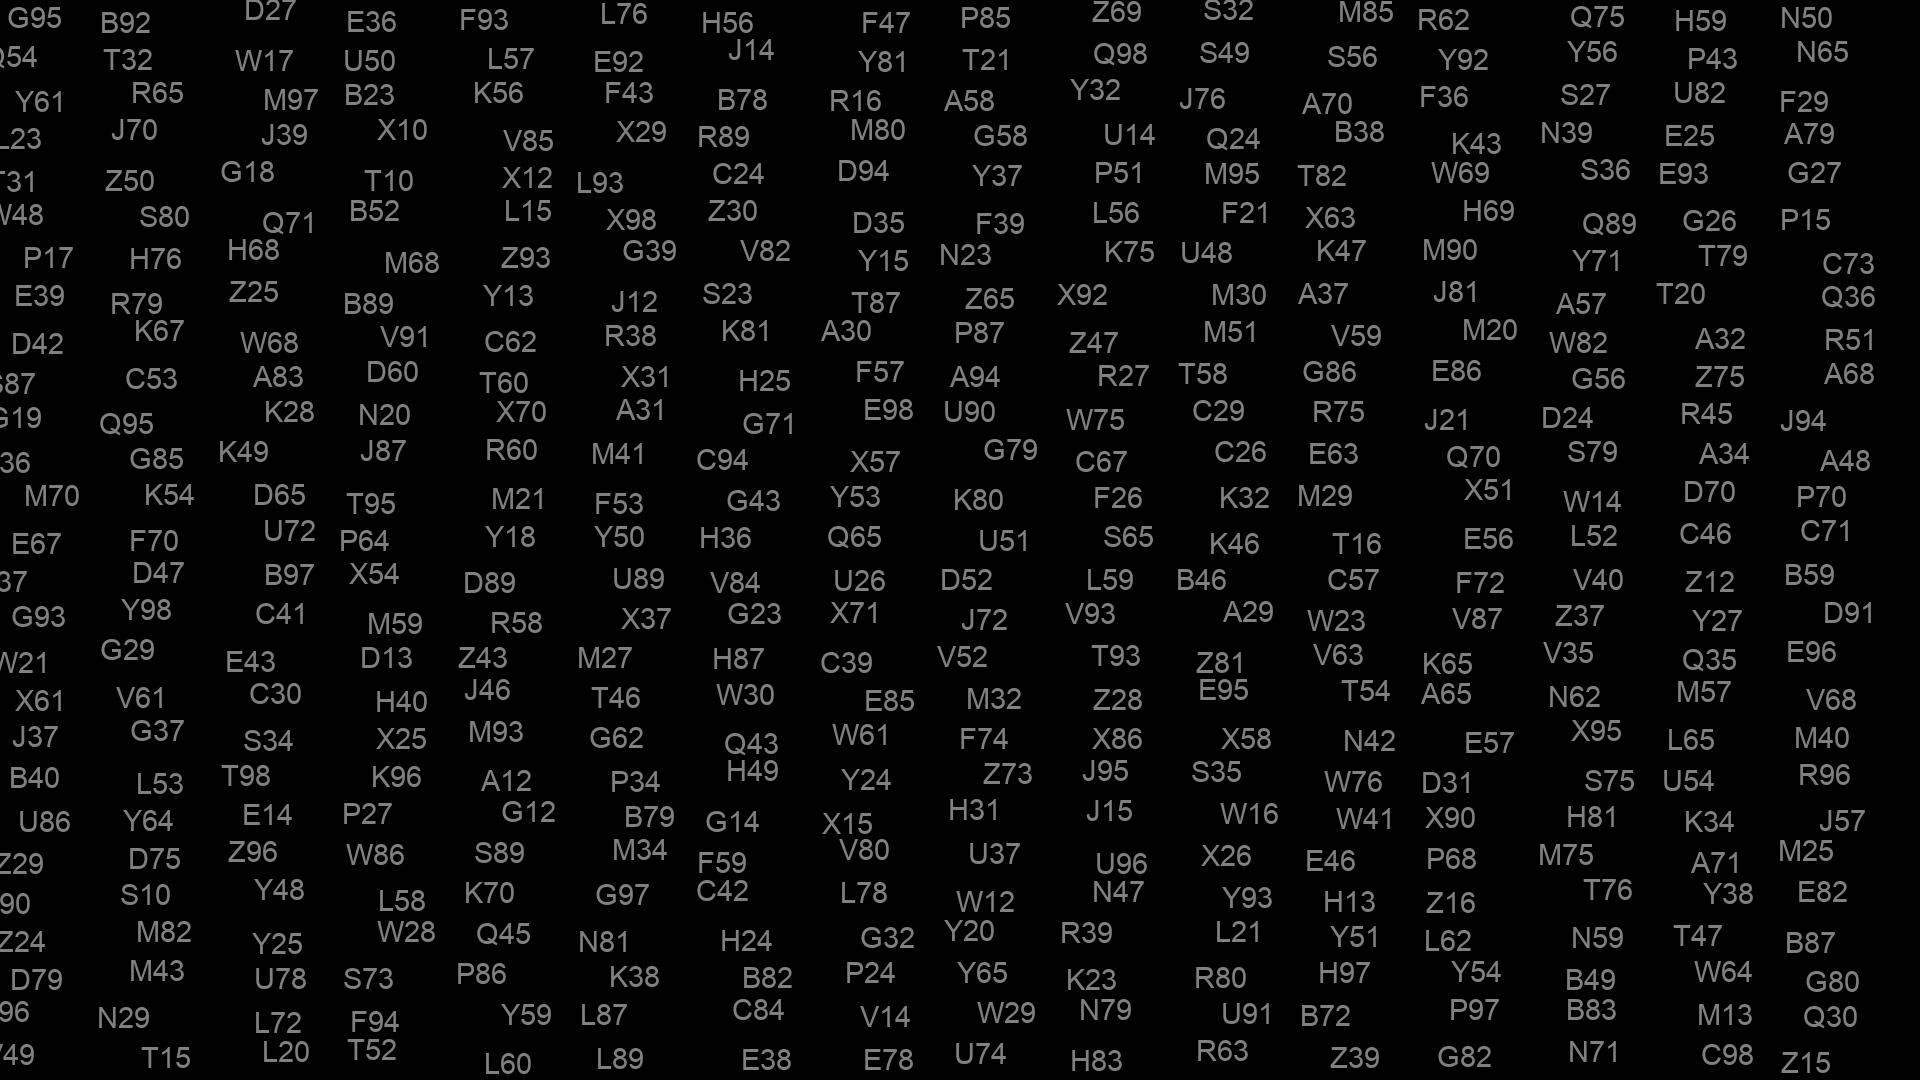 G95 B92 D27 E36 F93 L76 H56 F47 P85 Z69 S32 M85 R62 Q75 H59 N50
T32 W17 U50 L57 E92 J14 Y81 T21 Q98 S49 S56 Y92 Y56 P43 N65
Y61 R65 M97 B23 K56 F43 B78 R16 A58 Y32 J76 A70 F36 S27 U82 F29
L23 J70 J39 X10 V85 X29 R89 M80 G58 U14 Q24 B38 K43 N39 E25 A79
T31 Z50 G18 T10 X12 L93 C24 D94 Y37 P51 M95 T82 W69 S36 E93 G27
W48 S80 Q71 B52 L15 X98 Z30 D35 F39 L56 F21 X63 H69 Q89 G26 P15
P17 H76 H68 M68 Z93 G39 V82 Y15 N23 K75 U48 K47 M90 Y71 T79 C73
E39 R79 Z25 B89 Y13 J12 S23 T87 Z65 X92 M30 A37 J81 A57 T20 Q36
D42 K67 W68 V91 C62 R38 K81 A30 P87 Z47 M51 V59 M20 W82 A32 R51
C53 A83 D60 T60 X31 H25 F57 A94 R27 T58 G86 E86 G56 Z75 A68
G19 Q95 K28 N20 X70 A31 G71 E98 U90 W75 C29 R75 J21 D24 R45 J94
36 G85 K49 J87 R60 M41 C94 X57 G79 C67 C26 E63 Q70 S79 A34 A48
M70 K54 D65 T95 M21 F53 G43 Y53 K80 F26 K32 M29 X51 W14 D70 P70
E67 F70 U72 P64 Y18 Y50 H36 Q65 U51 S65 K46 T16 E56 L52 C46 C71
37 D47 B97 X54 D89 U89 V84 U26 D52 L59 B46 C57 F72 V40 Z12 B59
G93 Y98 C41 M59 R58 X37 G23 X71 J72 V93 A29 W23 V87 Z37 Y27 D91
W21 G29 E43 D13 Z43 M27 H87 C39 V52 T93 Z81 V63 K65 V35 Q35 E96
X61 V61 C30 H40 J46 T46 W30 E85 M32 Z28 E95 T54 A65 N62 M57 V68
J37 G37 S34 X25 M93 G62 Q43 W61 F74 X86 X58 N42 E57 X95 L65 M40
B40 L53 T98 K96 A12 P34 H49 Y24 Z73 J95 S35 W76 D31 S75 U54 R96
U86 Y64 E14 P27 G12 B79 G14 X15 H31 J15 W16 W41 X90 H81 K34 J57
Z29 D75 Z96 W86 S89 M34 F59 V80 U37 U96 X26 E46 P68 M75 A71 M25
90 S10 Y48 L58 K70 G97 C42 L78 W12 N47 Y93 H13 Z16 T76 Y38 E82
Z24 M82 Y25 W28 Q45 N81 H24 G32 Y20 R39 L21 Y51 L62 N59 T47 B87
D79 M43 U78 S73 P86 K38 B82 P24 Y65 K23 R80 H97 Y54 B49 W64 G80
96 N29 L72 F94 Y59 L87 C84 V14 W29 N79 U91 B72 P97 B83 M13 Q30
T15 L20 T52 L60 L89 E38 E78 U74 H83 R63 Z39 G82 N71 C98 Z15